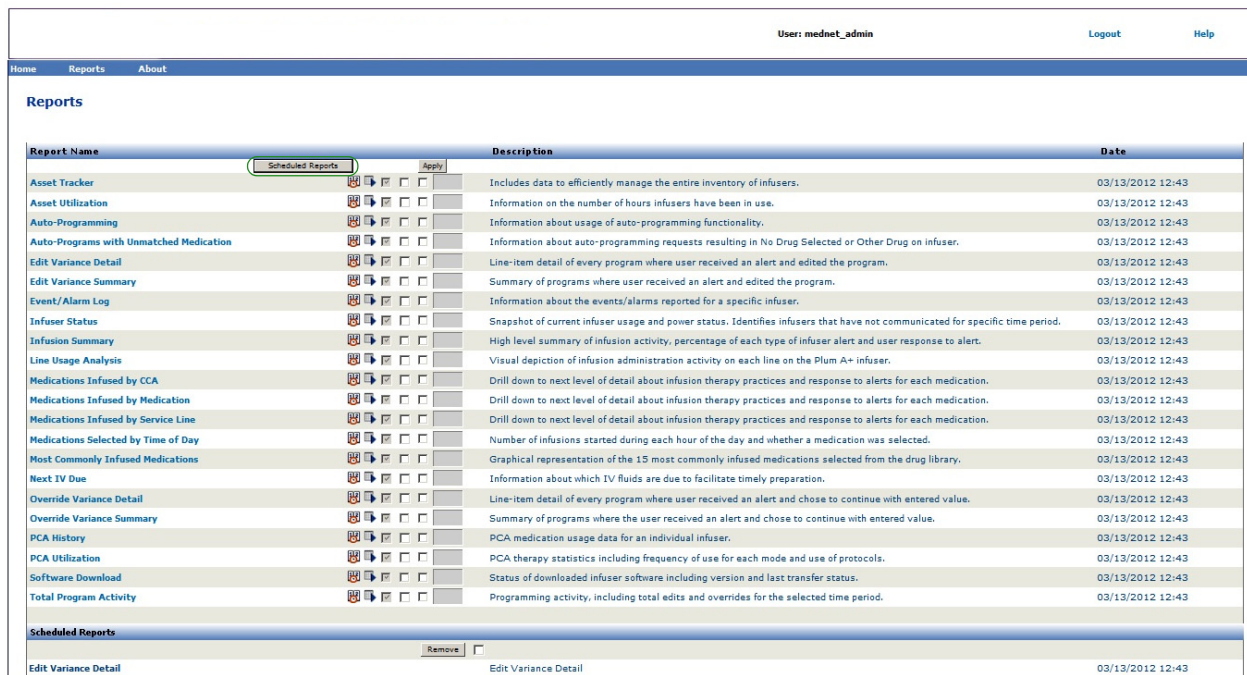 User: mednet_admin Logout Help
Home Reports About
Reports
Report Name Description Date
Scheduled Reports Apply
Asset Tracker Includes data to efficiently manage the entire inventory of infusers. 03/13/2012 12:43
Asset Utilization Information on the number of hours infusers have been in use. 03/13/2012 12:43
Auto-Programming Information about usage of auto-programming functionality. 03/13/2012 12:43
Auto-Programs with Unmatched Medication Information about auto-programming requests resulting in No Drug Selected or Other Drug on infuser. 03/13/2012 12:43
Edit Variance Detail Line-item detail of every program where user received an alert and edited the program. 03/13/2012 12:43
Edit Variance Summary Summary of programs where user received an alert and edited the program. 03/13/2012 12:43
Event/Alarm Log Information about the events/alarms reported for a specific infuser. 03/13/2012 12:43
Infuser Status Snapshot of current infuser usage and power status. Identifies infusers that have not communicated for specific time period. 03/13/2012 12:43
Infusion Summary High level summary of infusion activity, percentage of each type of infuser alert and user response to alert. 03/13/2012 12:43
Line Usage Analysis Visual depiction of infusion administration activity on each line on the Plum A+ infuser. 03/13/2012 12:43
Medications Infused by CCA Drill down to next level of detail about infusion therapy practices and response to alerts for each medication. 03/13/2012 12:43
Medications Infused by Medication Drill down to next level of detail about infusion therapy practices and response to alerts for each medication. 03/13/2012 12:43
Medications Infused by Service Line Drill down to next level of detail about infusion therapy practices and response to alerts for each medication. 03/13/2012 12:43
Medications Selected by Time of Day Number of infusions started during each hour of the day and whether a medication was selected. 03/13/2012 12:43
Most Commonly Infused Medications Graphical representation of the 15 most commonly infused medications selected from the drug library. 03/13/2012 12:43
Next IV Due Information about which IV fluids are due to facilitate timely preparation. 03/13/2012 12:43
Override Variance Detail Line-item detail of every program where user received an alert and chose to continue with entered value. 03/13/2012 12:43
Override Variance Summary Summary of programs where the user received an alert and chose to continue with entered value. 03/13/2012 12:43
PCA History PCA medication usage data for an individual infuser. 03/13/2012 12:43
PCA Utilization PCA therapy statistics including frequency of use for each mode and use of protocols. 03/13/2012 12:43
Software Download Status of downloaded infuser software including version and last transfer status. 03/13/2012 12:43
Total Program Activity Programming activity, including total edits and overrides for the selected time period. 03/13/2012 12:43
Scheduled Reports
Remove
Edit Variance Detail Edit Variance Detail 03/13/2012 12:43